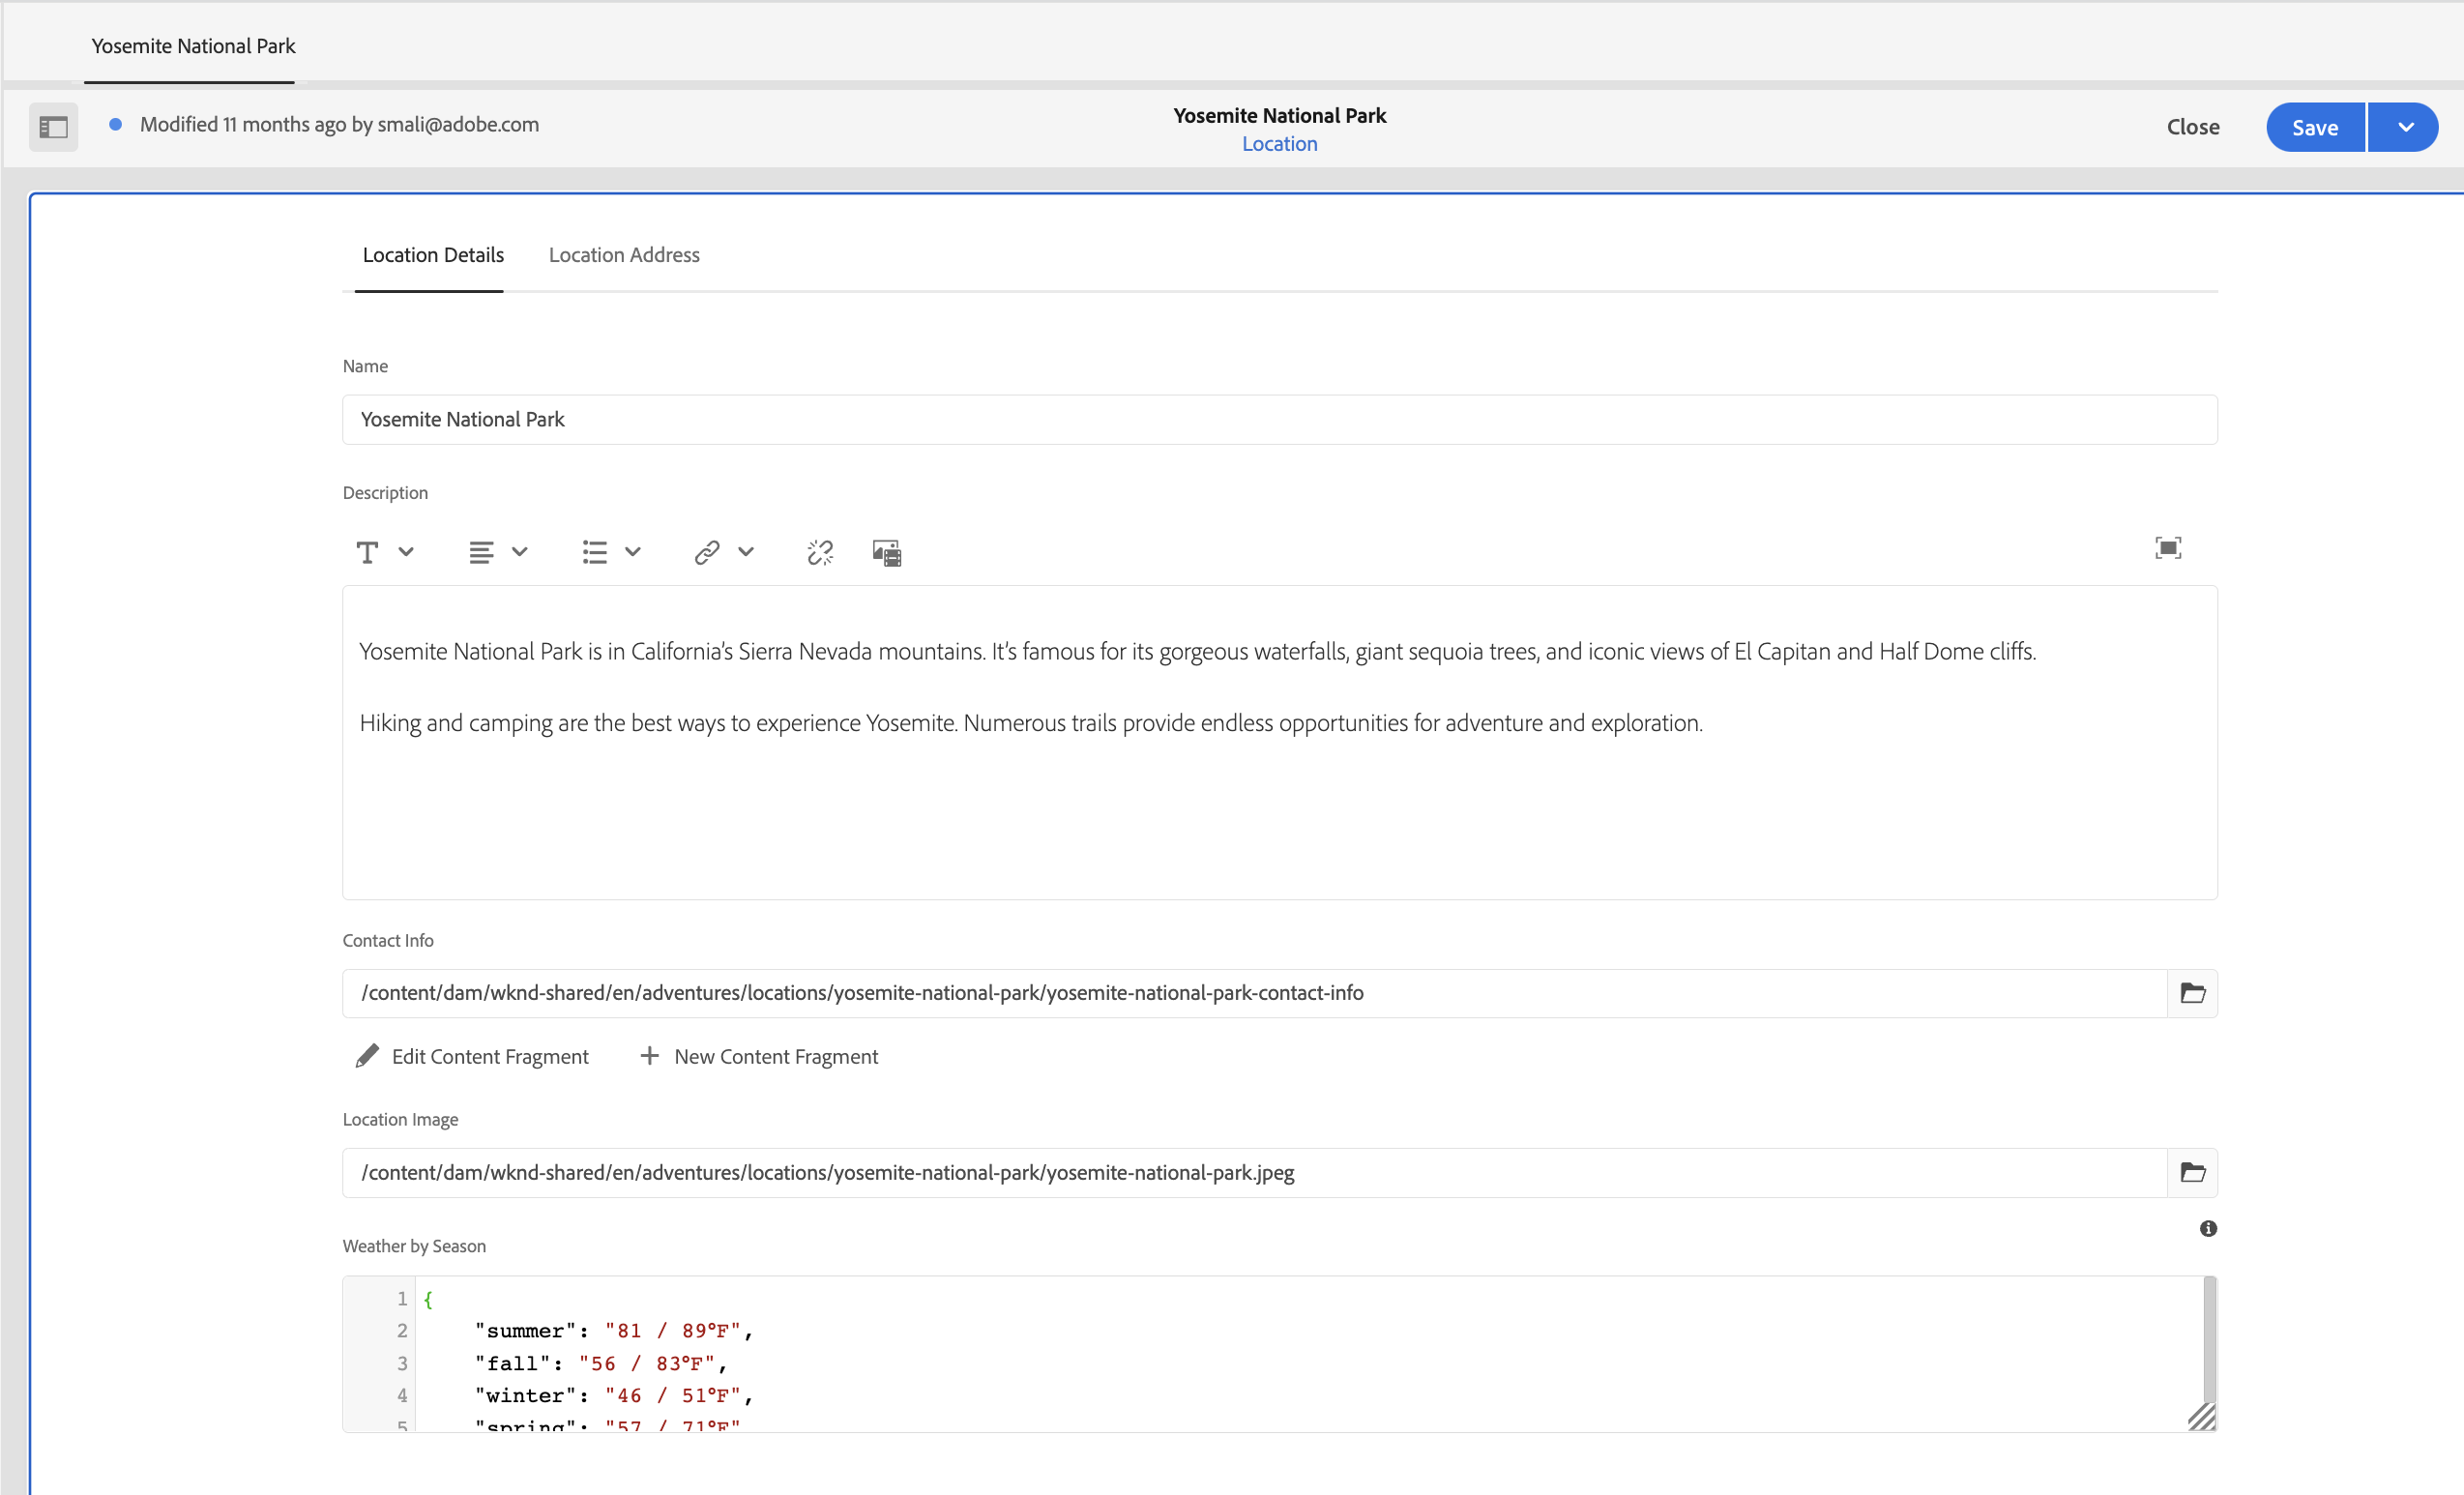 Yosemite National Park
Modified 11 months ago by smali@adobe.com
Yosemite National Park
Location
Close
Save
Location Details
Location Address
Name
Yosemite National Park
Description
Yosemite National Park is in California’s Sierra Nevada mountains. It’s famous for its gorgeous waterfalls, giant sequoia trees, and iconic views of El Capitan and Half Dome cliffs.
Hiking and camping are the best ways to experience Yosemite. Numerous trails provide endless opportunities for adventure and exploration.
Contact Info
/content/dam/wknd-shared/en/adventures/locations/yosemite-national-park/yosemite-national-park-contact-info
Edit Content Fragment
New Content Fragment
Location Image
/content/dam/wknd-shared/en/adventures/locations/yosemite-national-park/yosemite-national-park.jpeg
Weather by Season
1 {
2 "summer": "81 / 89°F",
3 "fall": "56 / 83°F",
4 "winter": "46 / 51°F",
5 "spring": "57 / 71°F"